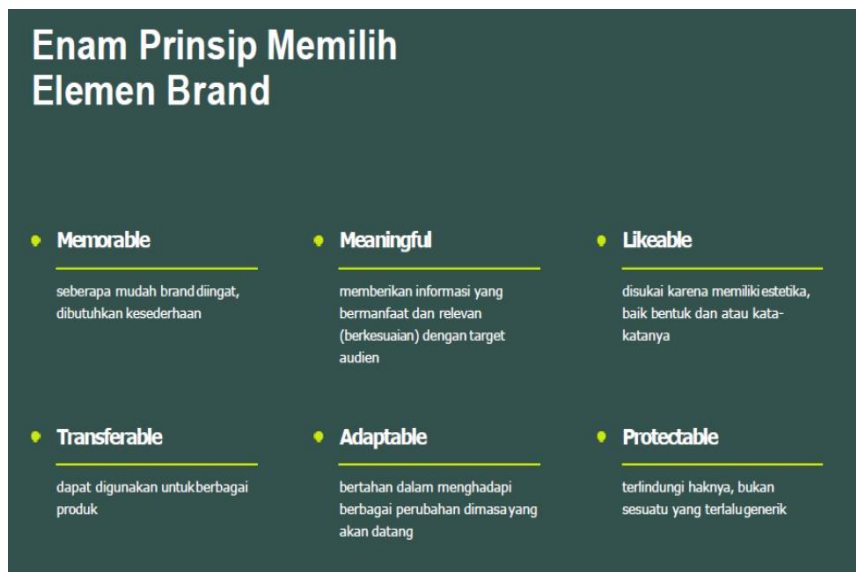 Enam Prinsip Memilih
Elemen Brand
Memorable
seberapa mudah brand diingat,
dibutuhkan kesederhaan
Meaningful
memberikan informasi yang
bermanfaat dan relevan
(berkesuaian) dengan target
audien
Likeable
disukai karena memiliki estetika,
baik bentuk dan atau kata-
katanya
Transferable
dapat digunakan untuk berbagai
produk
Adaptable
bertahan dalam menghadapi
berbagai perubahan dimasa yang
akan datang
Protectable
terlindungi haknya, bukan
sesuatu yang terlalu generik